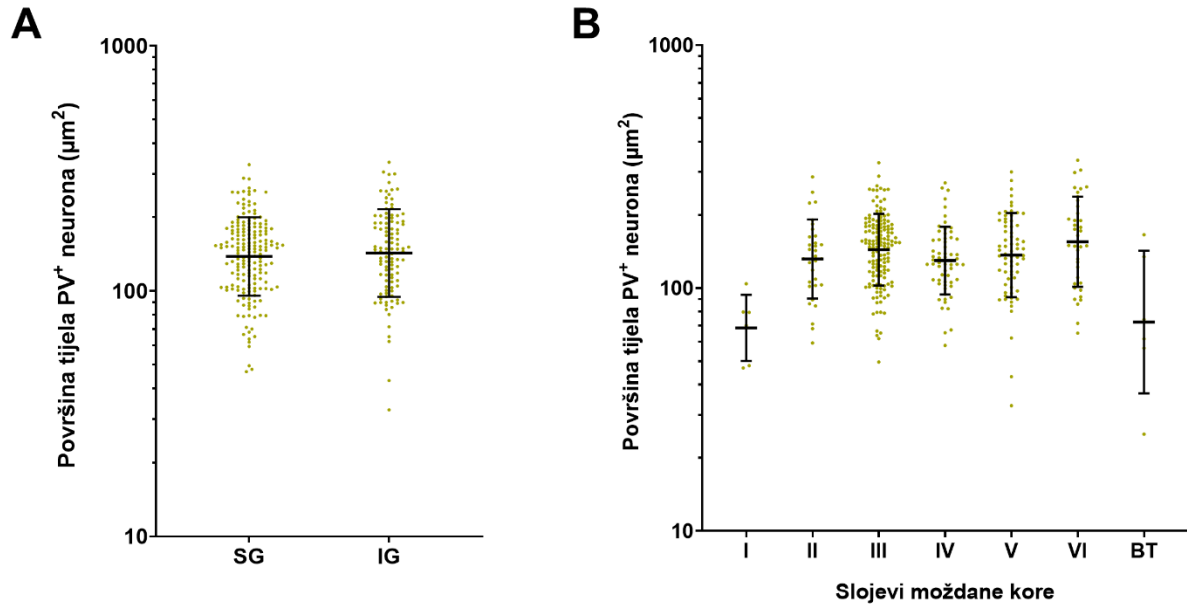 A
Površina tijela PV⁺ neurona (μm²)
1000
100
10
SG IG
B
Površina tijela PV⁺ neurona (μm²)
1000
100
10
I II III IV V VI BT
Slojevi moždane kore